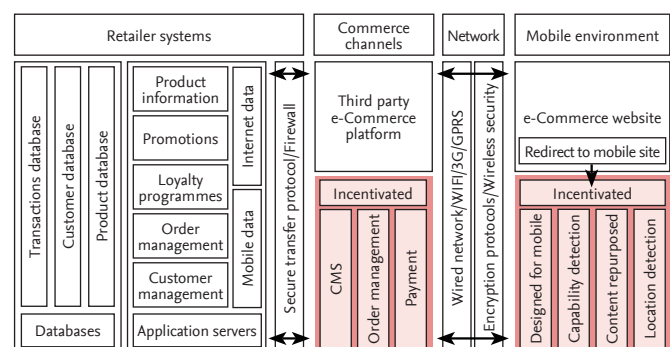 Retailer systems
Commerce
channels
Network
Mobile environment
Transactions database
Customer database
Product database
Databases
Product
information
Promotions
Loyalty
programmes
Order
management
Customer
management
Internet data
Mobile data
Application servers
Secure transfer protocol/Firewall
Third party
e-Commerce
platform
Incentivated
CMS
Order management
Payment
Wired network/WIFI/3G/GPRS
Encryption protocols/Wireless security
e-Commerce website
Redirect to mobile site
Incentivated
Designed for mobile
Capability detection
Content repurposed
Location detection